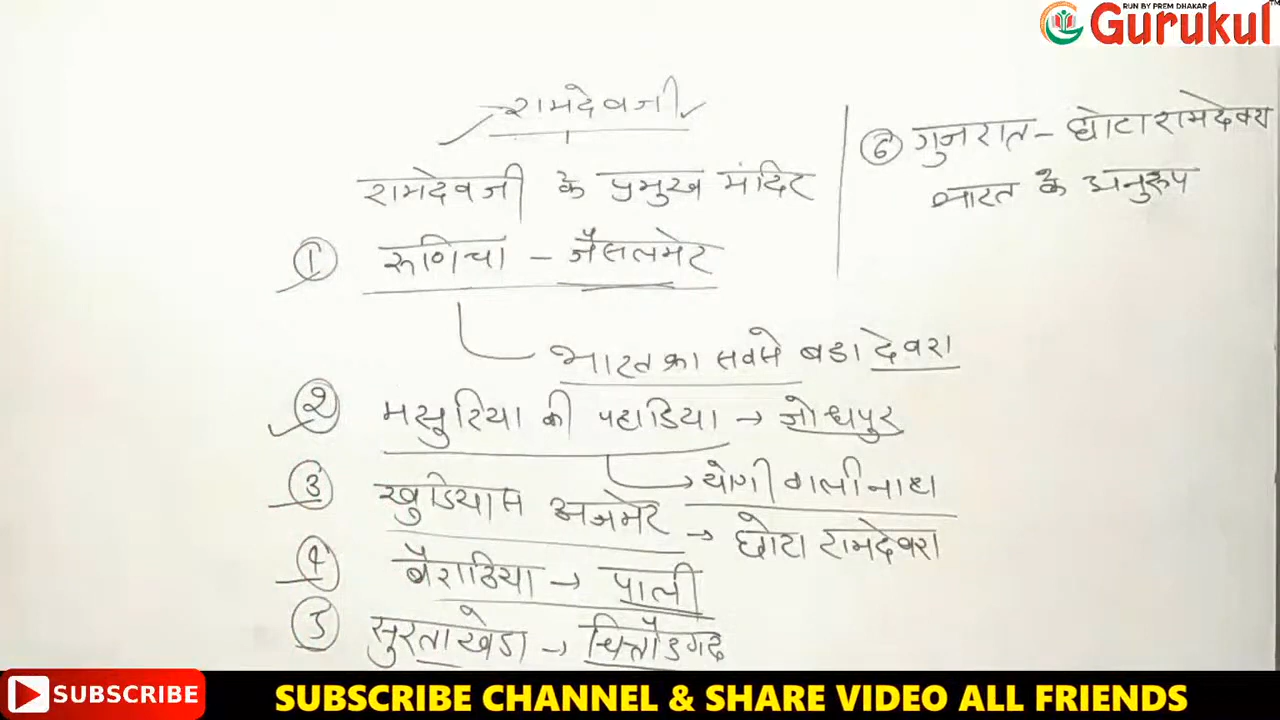 RUN BY PREM DHAKAR
Gurukul
रामदेवजी
रामदेवजी के प्रमुख मंदिर
① रूणिचा - जैसलमेर
भारत का सबसे बडा देवरा
② मसुरिया की पहाडिया → जोधपुर
→ योगी बालीनाथ
③ खुडियास अजमेर → छोटा रामदेवरा
④ बैराठिया → पाली
⑤ सुरताखेडा → चित्तौडगढ
⑥ गुजरात - छोटा रामदेवरा
भारत के अनुरूप
SUBSCRIBE
SUBSCRIBE CHANNEL & SHARE VIDEO ALL FRIENDS